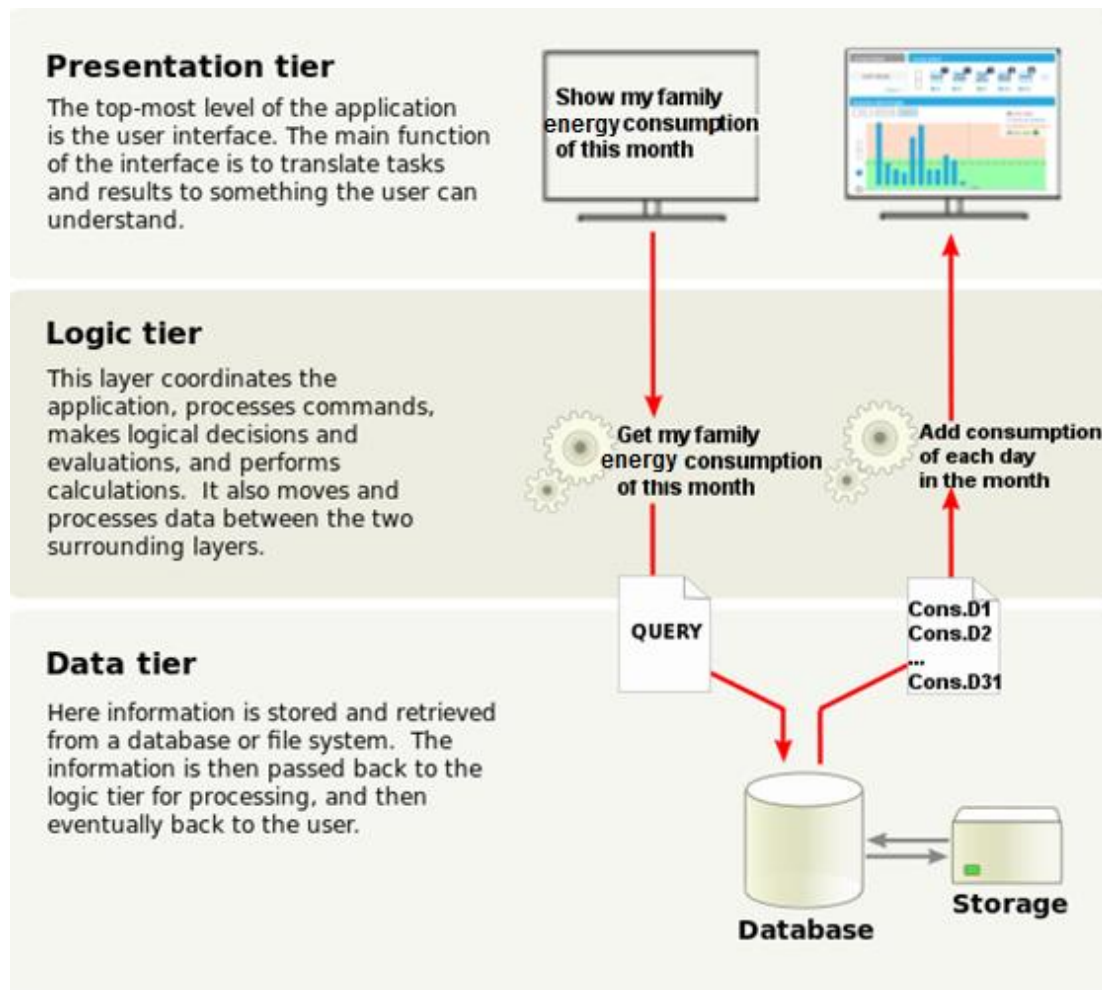 Presentation tier
The top-most level of the application
is the user interface. The main function
of the interface is to translate tasks
and results to something the user can
understand.
Show my family
energy consumption
of this month
Logic tier
This layer coordinates the
application, processes commands,
makes logical decisions and
evaluations, and performs
calculations. It also moves and
processes data between the two
surrounding layers.
Get my family
energy consumption
of this month
Add consumption
of each day
in the month
Data tier
Here information is stored and retrieved
from a database or file system. The
information is then passed back to the
logic tier for processing, and then
eventually back to the user.
QUERY
Cons.D1
Cons.D2
...
Cons.D31
Database
Storage